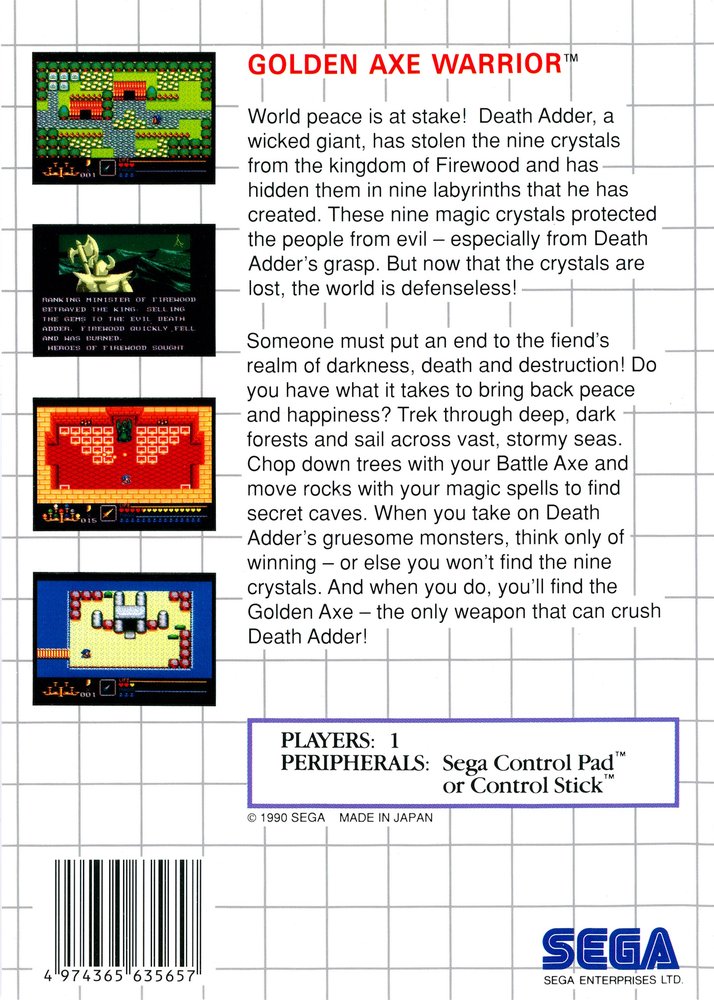 GOLDEN AXE WARRIOR™
World peace is at stake! Death Adder, a
wicked giant, has stolen the nine crystals
from the kingdom of Firewood and has
hidden them in nine labyrinths that he has
created. These nine magic crystals protected
the people from evil – especially from Death
Adder's grasp. But now that the crystals are
lost, the world is defenseless!
Someone must put an end to the fiend's
realm of darkness, death and destruction! Do
you have what it takes to bring back peace
and happiness? Trek through deep, dark
forests and sail across vast, stormy seas.
Chop down trees with your Battle Axe and
move rocks with your magic spells to find
secret caves. When you take on Death
Adder's gruesome monsters, think only of
winning – or else you won't find the nine
crystals. And when you do, you'll find the
Golden Axe – the only weapon that can crush
Death Adder!
001
RANKING MINISTER OF FIREWOOD
BETRAYED THE KING, SELLING
THE GEMS TO THE EVIL DEATH
ADDER. FIREWOOD QUICKLY FELL
AND WAS BURNED.
HEROES OF FIREWOOD SOUGHT
015
LIFE
001
PLAYERS: 1
PERIPHERALS: Sega Control Pad™
or Control Stick™
© 1990 SEGA MADE IN JAPAN
4 974365 635657
SEGA
SEGA ENTERPRISES LTD.